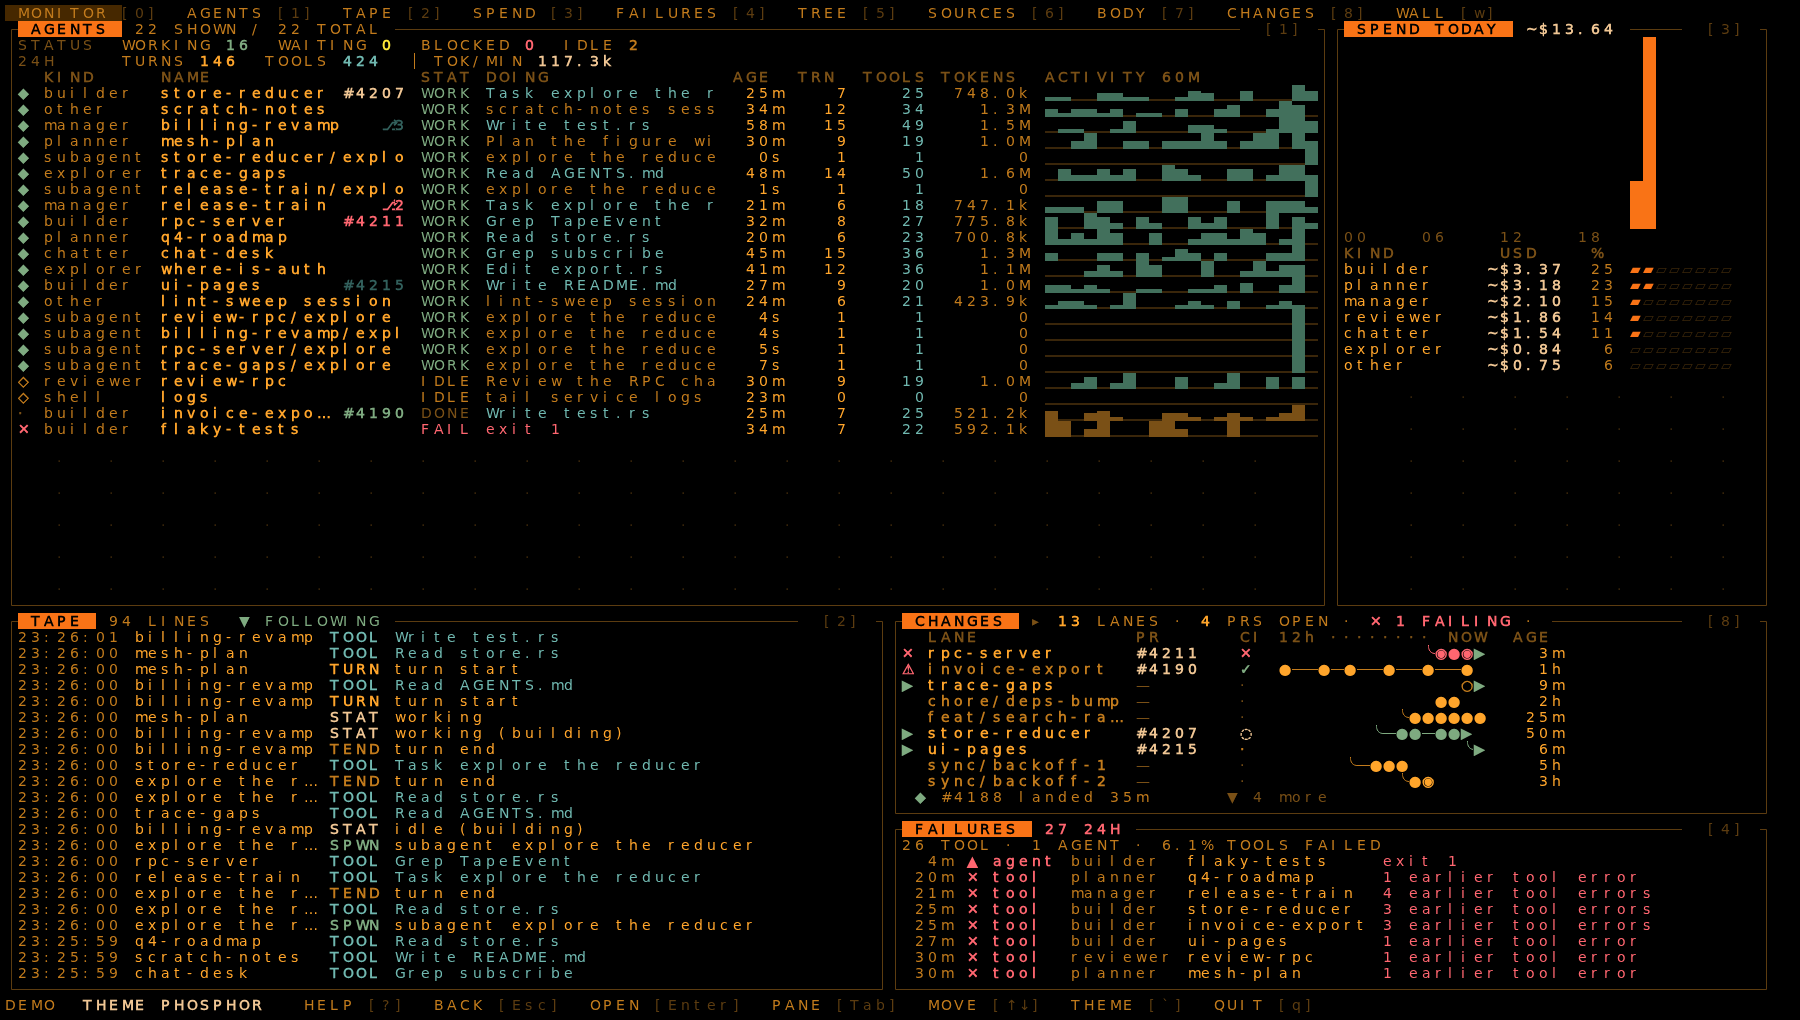 MONITOR [0] AGENTS [1] TAPE [2] SPEND [3] FAILURES [4] TREE [5] SOURCES [6] BODY [7] CHANGES [8] WALL [w]
AGENTS 22 SHOWN / 22 TOTAL [1]
STATUS WORKING 16 WAITING 0 BLOCKED 0 IDLE 2
24H TURNS 146 TOOLS 424 | TOK/MIN 117.3k
KIND NAME STAT DOING AGE TRN TOOLS TOKENS ACTIVITY 60M
◆ builder store-reducer #4207 WORK Task explore the r 25m 7 25 748.0k
◆ other scratch-notes WORK scratch-notes sess 34m 12 34 1.3M
◆ manager billing-revamp ⎇3 WORK Write test.rs 58m 15 49 1.5M
◆ planner mesh-plan WORK Plan the figure wi 30m 9 19 1.0M
◆ subagent store-reducer/explo WORK explore the reduce 0s 1 1 0
◆ explorer trace-gaps WORK Read AGENTS.md 48m 14 50 1.6M
◆ subagent release-train/explo WORK explore the reduce 1s 1 1 0
◆ manager release-train ⎇2 WORK Task explore the r 21m 6 18 747.1k
◆ builder rpc-server #4211 WORK Grep TapeEvent 32m 8 27 775.8k
◆ planner q4-roadmap WORK Read store.rs 20m 6 23 700.8k
◆ chatter chat-desk WORK Grep subscribe 45m 15 36 1.3M
◆ explorer where-is-auth WORK Edit export.rs 41m 12 36 1.1M
◆ builder ui-pages #4215 WORK Write README.md 27m 9 20 1.0M
◆ other lint-sweep session WORK lint-sweep session 24m 6 21 423.9k
◆ subagent review-rpc/explore WORK explore the reduce 4s 1 1 0
◆ subagent billing-revamp/expl WORK explore the reduce 4s 1 1 0
◆ subagent rpc-server/explore WORK explore the reduce 5s 1 1 0
◆ subagent trace-gaps/explore WORK explore the reduce 7s 1 1 0
◇ reviewer review-rpc IDLE Review the RPC cha 30m 9 19 1.0M
◇ shell logs IDLE tail service logs 23m 0 0 0
· builder invoice-expo… #4190 DONE Write test.rs 25m 7 25 521.2k
✕ builder flaky-tests FAIL exit 1 34m 7 22 592.1k
SPEND TODAY ~$13.64 [3]
00 06 12 18
KIND USD %
builder ~$3.37 25
planner ~$3.18 23
manager ~$2.10 15
reviewer ~$1.86 14
chatter ~$1.54 11
explorer ~$0.84 6
other ~$0.75 6
TAPE 94 LINES ▼ FOLLOWING [2]
23:26:01 billing-revamp TOOL Write test.rs
23:26:00 mesh-plan TOOL Read store.rs
23:26:00 mesh-plan TURN turn start
23:26:00 billing-revamp TOOL Read AGENTS.md
23:26:00 billing-revamp TURN turn start
23:26:00 mesh-plan STAT working
23:26:00 billing-revamp STAT working (building)
23:26:00 billing-revamp TEND turn end
23:26:00 store-reducer TOOL Task explore the reducer
23:26:00 explore the r… TEND turn end
23:26:00 explore the r… TOOL Read store.rs
23:26:00 trace-gaps TOOL Read AGENTS.md
23:26:00 billing-revamp STAT idle (building)
23:26:00 explore the r… SPWN subagent explore the reducer
23:26:00 rpc-server TOOL Grep TapeEvent
23:26:00 release-train TOOL Task explore the reducer
23:26:00 explore the r… TEND turn end
23:26:00 explore the r… TOOL Read store.rs
23:26:00 explore the r… SPWN subagent explore the reducer
23:25:59 q4-roadmap TOOL Read store.rs
23:25:59 scratch-notes TOOL Write README.md
23:25:59 chat-desk TOOL Grep subscribe
CHANGES ▸ 13 LANES · 4 PRS OPEN · ✕ 1 FAILING · [8]
LANE PR CI 12h ········ NOW AGE
✕ rpc-server #4211 ✕ 3m
⚠ invoice-export #4190 ✓ 1h
▶ trace-gaps — · 9m
chore/deps-bump — · 2h
feat/search-ra… — · 25m
▶ store-reducer #4207 ◌ 50m
▶ ui-pages #4215 · 6m
sync/backoff-1 — · 5h
sync/backoff-2 — · 3h
◆ #4188 landed 35m ▼ 4 more
FAILURES 27 24H [4]
26 TOOL · 1 AGENT · 6.1% TOOLS FAILED
4m ▲ agent builder flaky-tests exit 1
20m ✕ tool planner q4-roadmap 1 earlier tool error
21m ✕ tool manager release-train 4 earlier tool errors
25m ✕ tool builder store-reducer 3 earlier tool errors
25m ✕ tool builder invoice-export 3 earlier tool errors
27m ✕ tool builder ui-pages 1 earlier tool error
30m ✕ tool reviewer review-rpc 1 earlier tool error
30m ✕ tool planner mesh-plan 1 earlier tool error
DEMO THEME PHOSPHOR HELP [?] BACK [Esc] OPEN [Enter] PANE [Tab] MOVE [↑↓] THEME [`] QUIT [q]